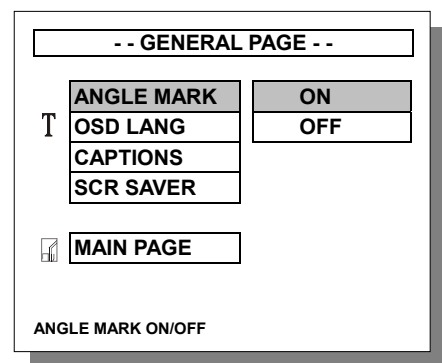 - - GENERAL PAGE - -
ANGLE MARK ON
T OSD LANG OFF
CAPTIONS
SCR SAVER
MAIN PAGE
ANGLE MARK ON/OFF